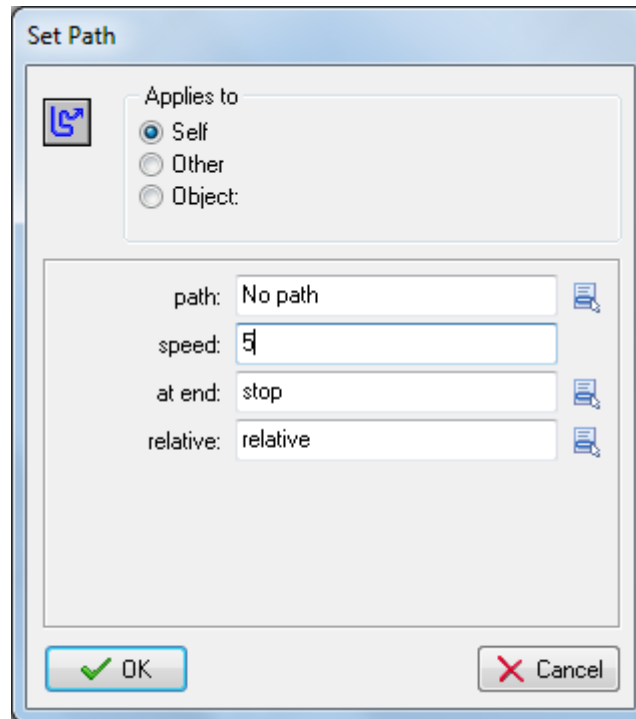 Set Path
Applies to
Self
Other
Object:
path: No path
speed: 5
at end: stop
relative: relative
OK
Cancel